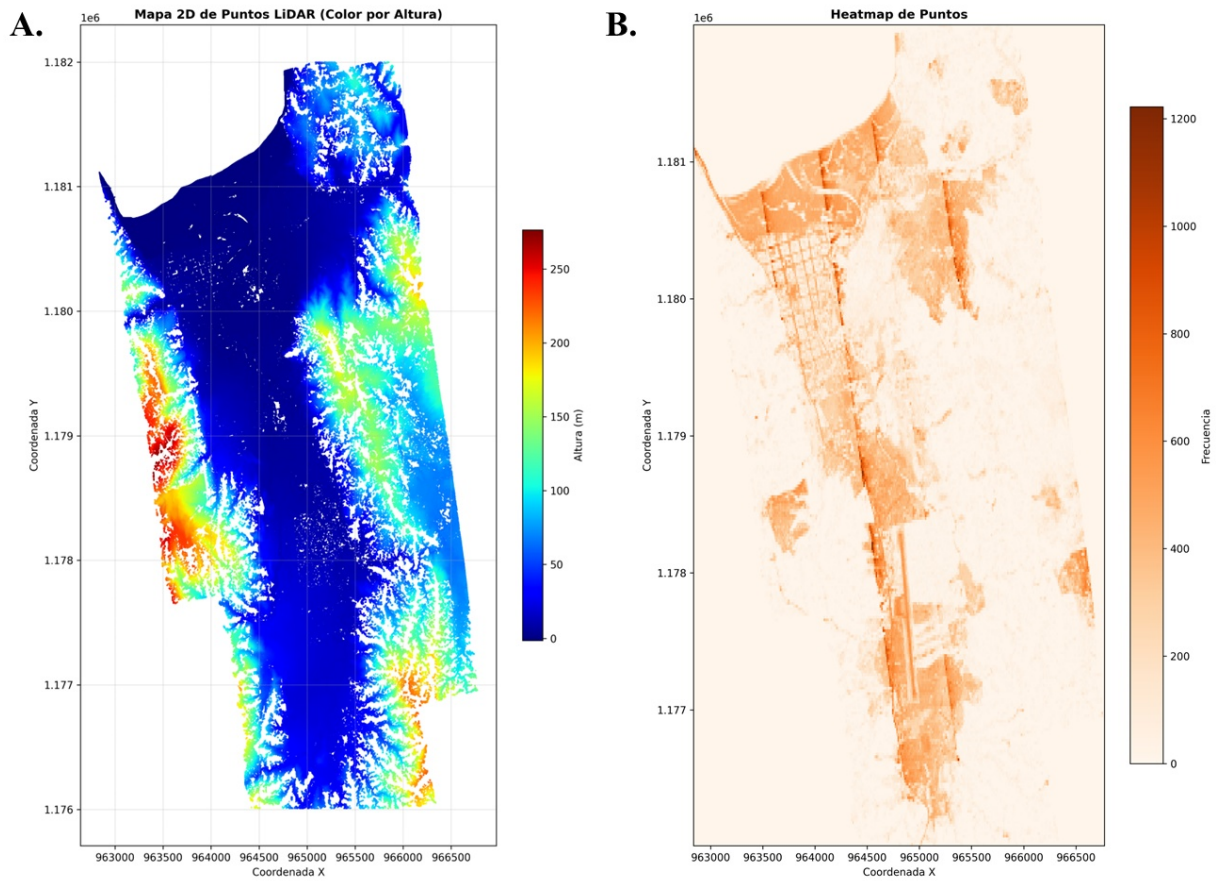 A.
Mapa 2D de Puntos LiDAR (Color por Altura)
1e6
1.182
1.181
1.180
1.179
1.178
1.177
1.176
Coordenada Y
963000 963500 964000 964500 965000 965500 966000 966500
Coordenada X
250
200
150
100
50
0
Altura (m)
B.
Heatmap de Puntos
1e6
1.181
1.180
1.179
1.178
1.177
Coordenada Y
963000 963500 964000 964500 965000 965500 966000 966500
Coordenada X
1200
1000
800
600
400
200
0
Frecuencia